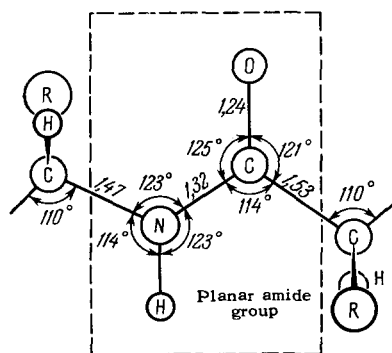 O
R
H
1,24
125°
121°
C
C
123°
1,47
1,32
1,53
110°
110°
114°
N
114°
123°
C
H
H
Planar amide
group
R